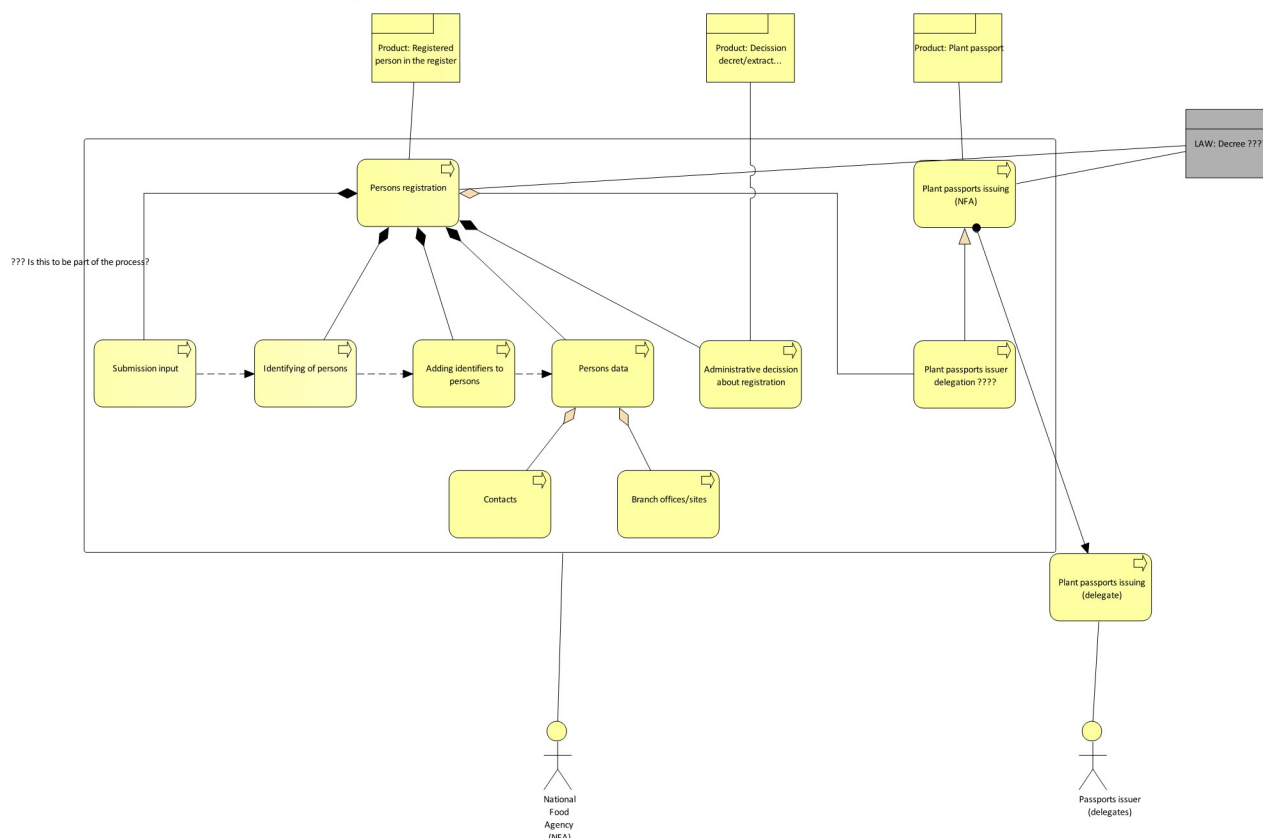 Product: Registered
person in the register
Product: Decission
decret/extract...
Product: Plant passport
LAW: Decree ???
Persons registration
Plant passports issuing
(NFA)
??? Is this to be part of the process?
Submission input
Identifying of persons
Adding identifiers to
persons
Persons data
Administrative decission
about registration
Plant passports issuer
delegation ????
Contacts
Branch offices/sites
Plant passports issuing
(delegate)
National
Food
Agency
(NFA)
Passports issuer
(delegates)